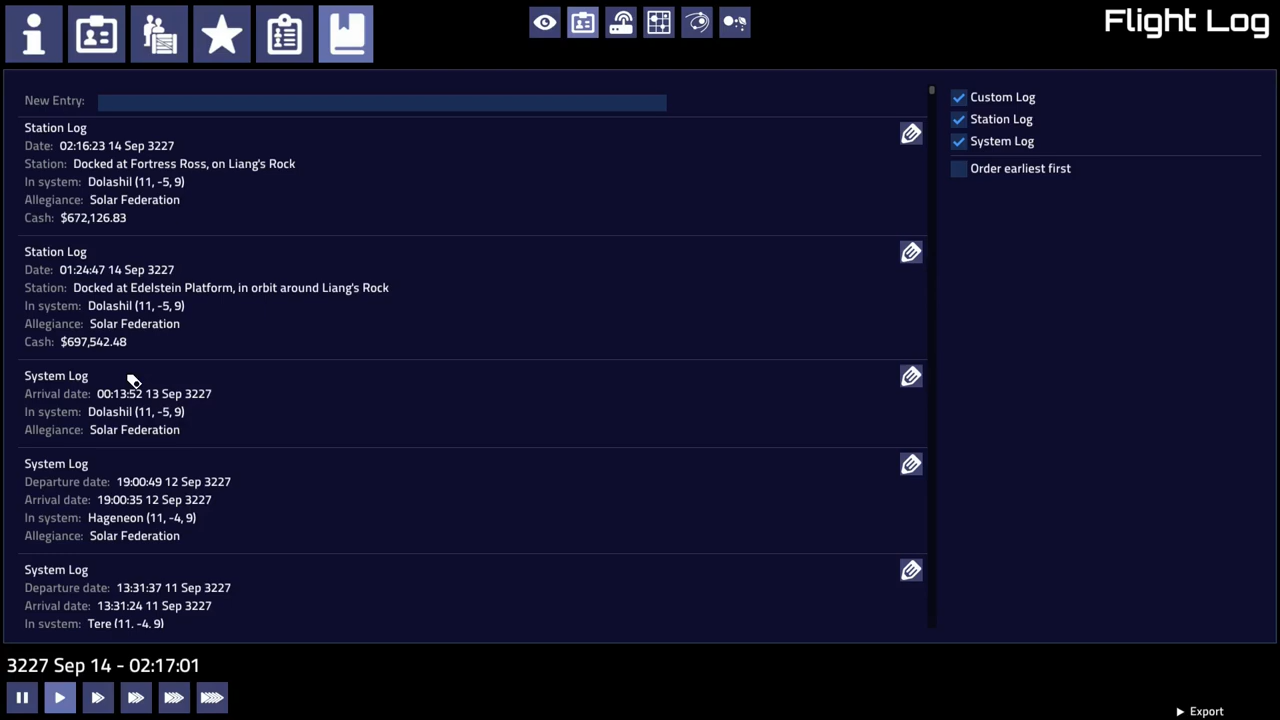 Flight Log
New Entry:
Station Log
Date: 02:16:23 14 Sep 3227
Station: Docked at Fortress Ross, on Liang's Rock
In system: Dolashil (11, -5, 9)
Allegiance: Solar Federation
Cash: $672,126.83
Station Log
Date: 01:24:47 14 Sep 3227
Station: Docked at Edelstein Platform, in orbit around Liang's Rock
In system: Dolashil (11, -5, 9)
Allegiance: Solar Federation
Cash: $697,542.48
System Log
Arrival date: 00:13:52 13 Sep 3227
In system: Dolashil (11, -5, 9)
Allegiance: Solar Federation
System Log
Departure date: 19:00:49 12 Sep 3227
Arrival date: 19:00:35 12 Sep 3227
In system: Hageneon (11, -4, 9)
Allegiance: Solar Federation
System Log
Departure date: 13:31:37 11 Sep 3227
Arrival date: 13:31:24 11 Sep 3227
In system: Tere (11, -4, 9)
Custom Log
Station Log
System Log
Order earliest first
3227 Sep 14 - 02:17:01
Export